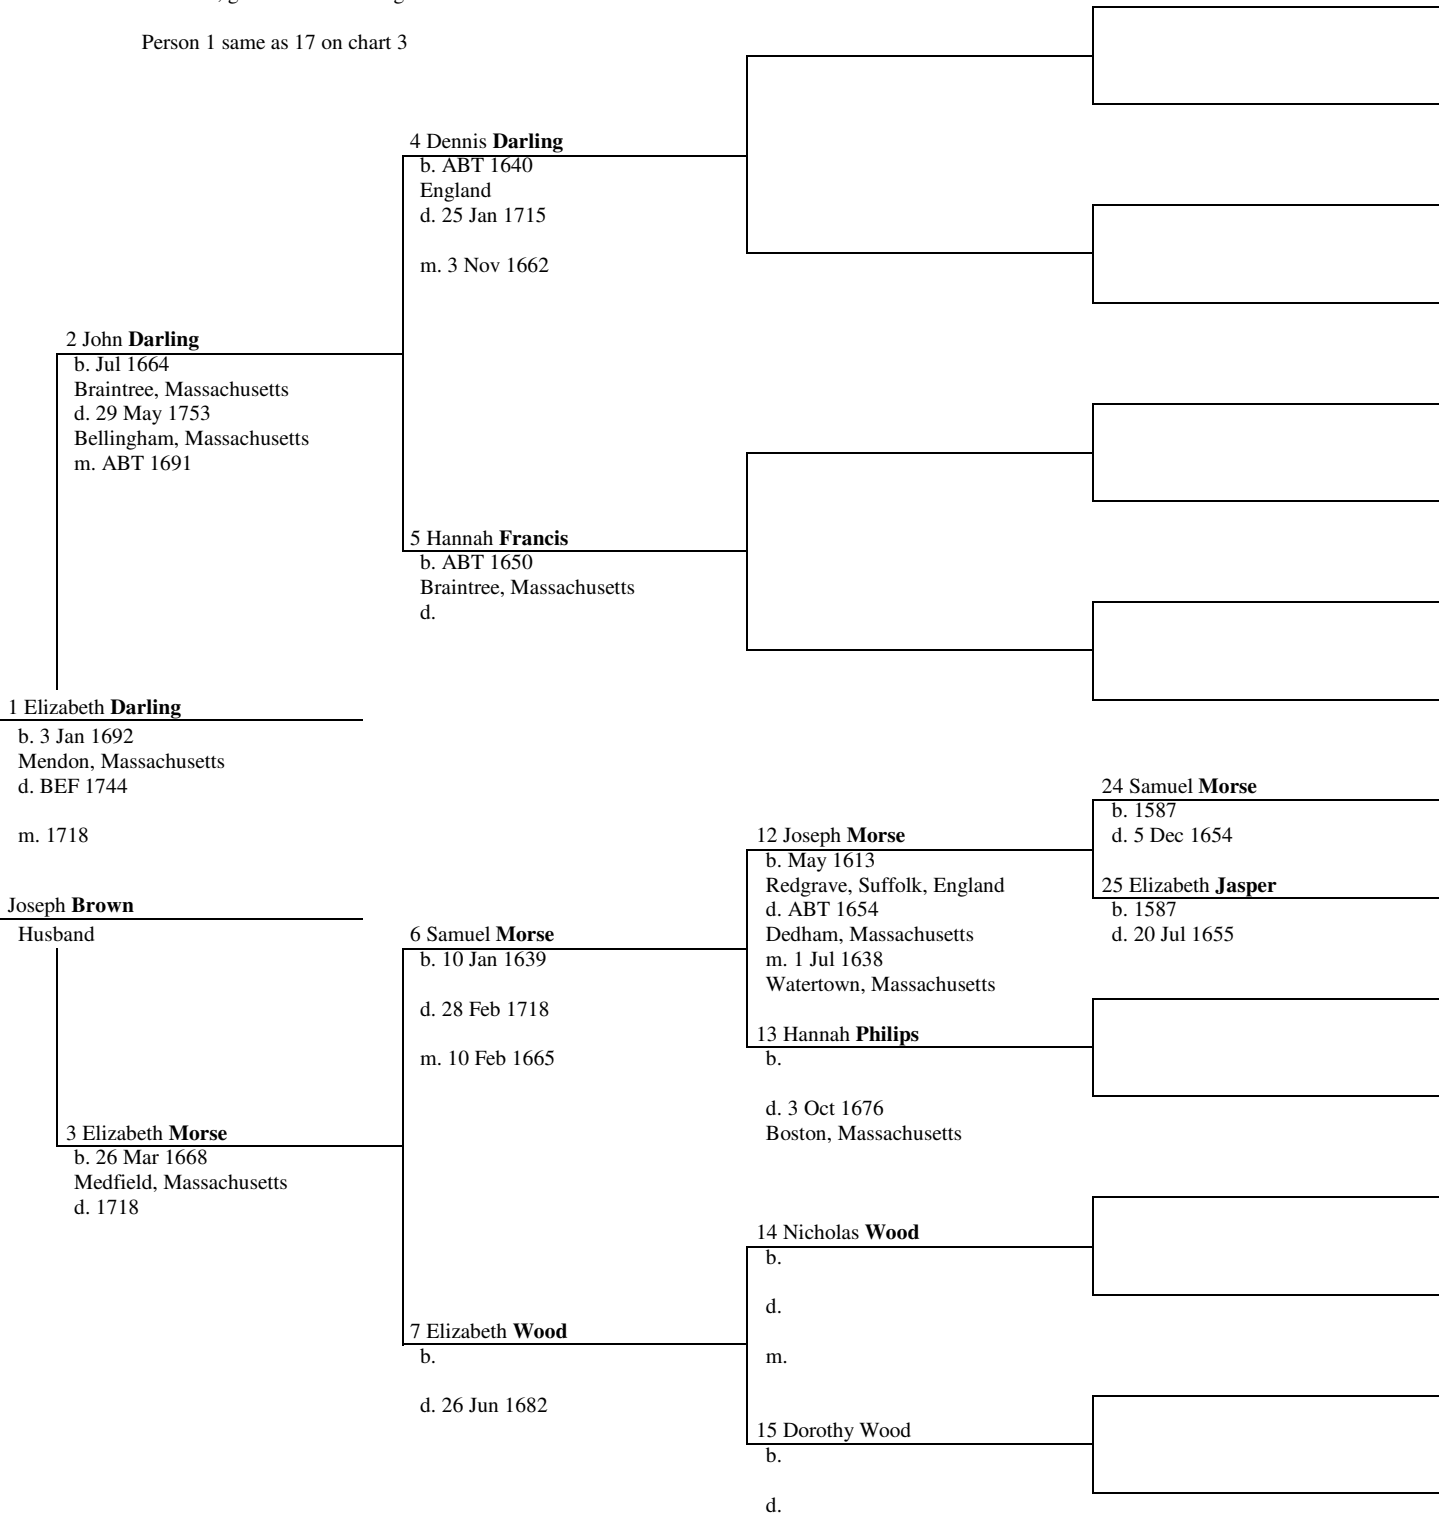 Person 1 same as 17 on chart 3
4 Dennis Darling
b. ABT 1640
England
d. 25 Jan 1715
m. 3 Nov 1662
2 John Darling
b. Jul 1664
Braintree, Massachusetts
d. 29 May 1753
Bellingham, Massachusetts
m. ABT 1691
5 Hannah Francis
b. ABT 1650
Braintree, Massachusetts
d.
1 Elizabeth Darling
b. 3 Jan 1692
Mendon, Massachusetts
d. BEF 1744
m. 1718
Joseph Brown
Husband
24 Samuel Morse
b. 1587
d. 5 Dec 1654
12 Joseph Morse
b. May 1613
Redgrave, Suffolk, England
d. ABT 1654
Dedham, Massachusetts
m. 1 Jul 1638
Watertown, Massachusetts
25 Elizabeth Jasper
b. 1587
d. 20 Jul 1655
6 Samuel Morse
b. 10 Jan 1639
d. 28 Feb 1718
m. 10 Feb 1665
13 Hannah Philips
b.
d. 3 Oct 1676
Boston, Massachusetts
3 Elizabeth Morse
b. 26 Mar 1668
Medfield, Massachusetts
d. 1718
14 Nicholas Wood
b.
d.
m.
7 Elizabeth Wood
b.
d. 26 Jun 1682
15 Dorothy Wood
b.
d.